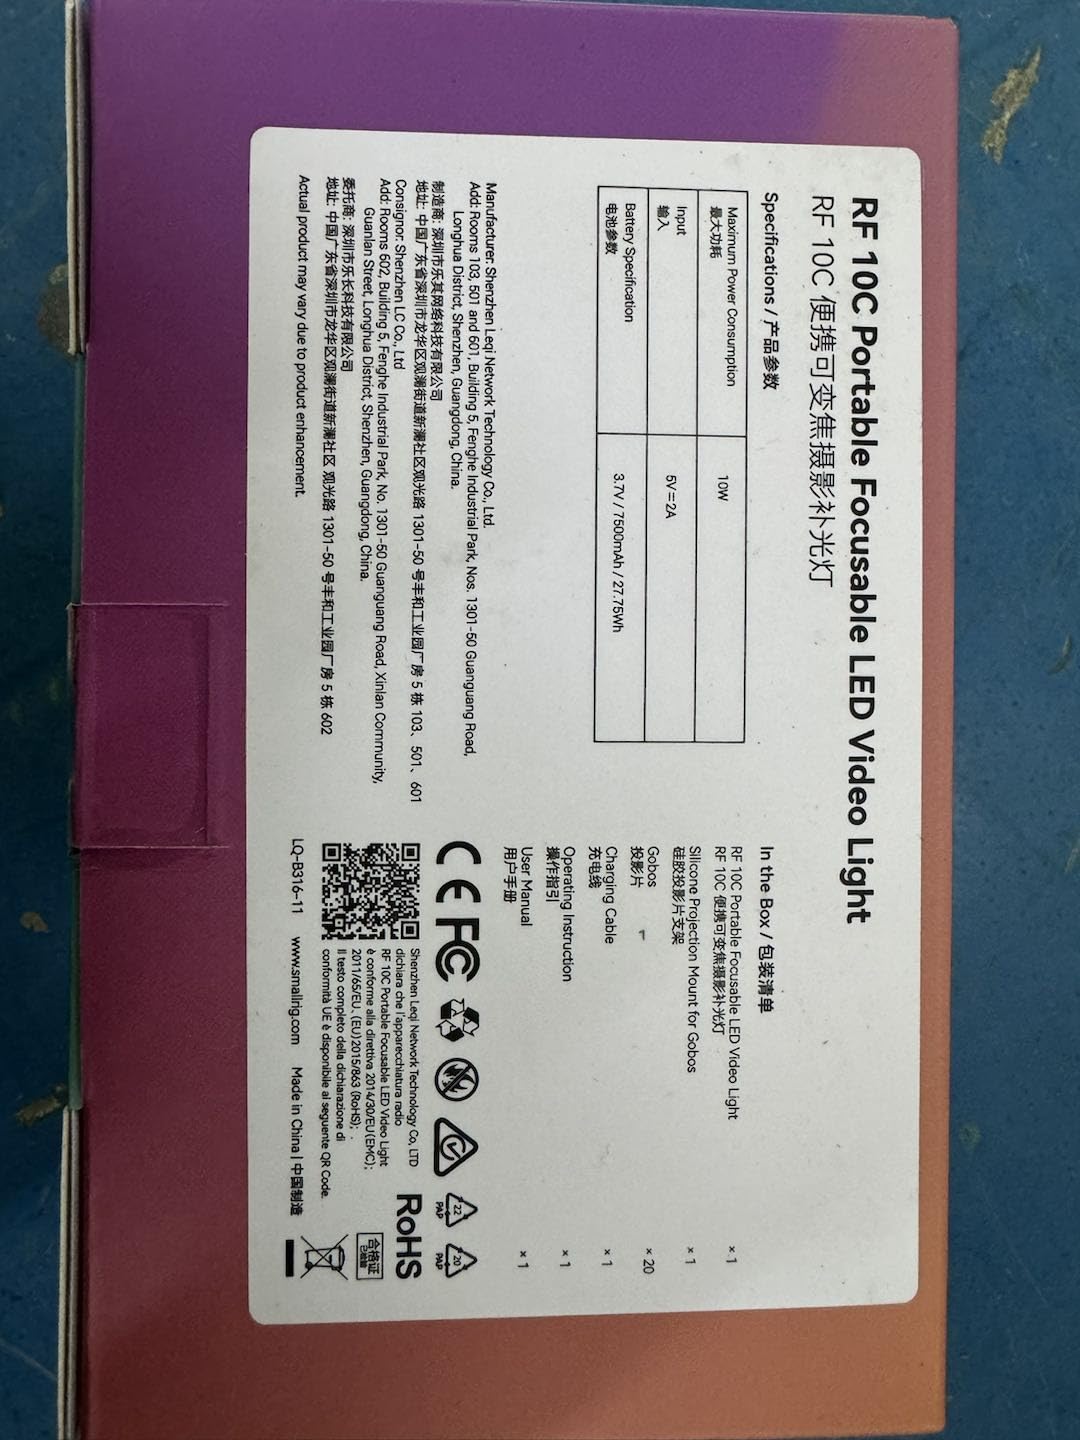 RF 10C Portable Focusable LED Video Light
RF 10C 便携可变焦摄影补光灯
Specifications / 产品参数
Maximum Power Consumption
最大功耗
10W
Input
输入
5V⎓2A
Battery Specification
电池参数
3.7V / 7500mAh / 27.75Wh
In the Box / 包装清单
RF 10C Portable Focusable LED Video Light × 1
RF 10C 便携可变焦摄影补光灯
Silicone Projection Mount for Gobos × 1
硅胶投影片支架
Gobos × 20
投影片
Charging Cable × 1
充电线
Operating Instruction × 1
操作指引
User Manual × 1
用户手册
Manufacturer: Shenzhen Leqi Network Technology Co., Ltd.
Add: Rooms 103, 501 and 601, Building 5, Fenghe Industrial Park, Nos. 1301-50 Guanguang Road,
Longhua District, Shenzhen, Guangdong, China.
制造商: 深圳市乐其网络科技有限公司
地址: 中国广东省深圳市龙华区观澜街道新澜社区观光路 1301-50 号丰和工业园厂房 5 栋 103、501、601
Consignor: Shenzhen LC Co., Ltd
Add: Rooms 602, Building 5, Fenghe Industrial Park, No. 1301-50 Guanguang Road, Xinlan Community,
Guanlan Street, Longhua District, Shenzhen, Guangdong, China.
委托商: 深圳市乐长科技有限公司
地址: 中国广东省深圳市龙华区观澜街道新澜社区 观光路 1301-50 号丰和工业园厂房 5 栋 602
Actual product may vary due to product enhancement.
CE FC
22
PAP
20
PAP
Shenzhen Leqi Network Technology Co, LTD
dichiara che l'apparecchiatura radio
RF 10C Portable Focusable LED Video Light
è conforme alla direttiva 2014/30/EU(EMC);
2011/65/EU. (EU)2015/863 (RoHS);
Il testo completo della dichiarazione di
conformità UE è disponibile al seguente QR Code.
RoHS
合格证
已检验
LQ-B316-11 www.smallrig.com Made in China | 中国制造